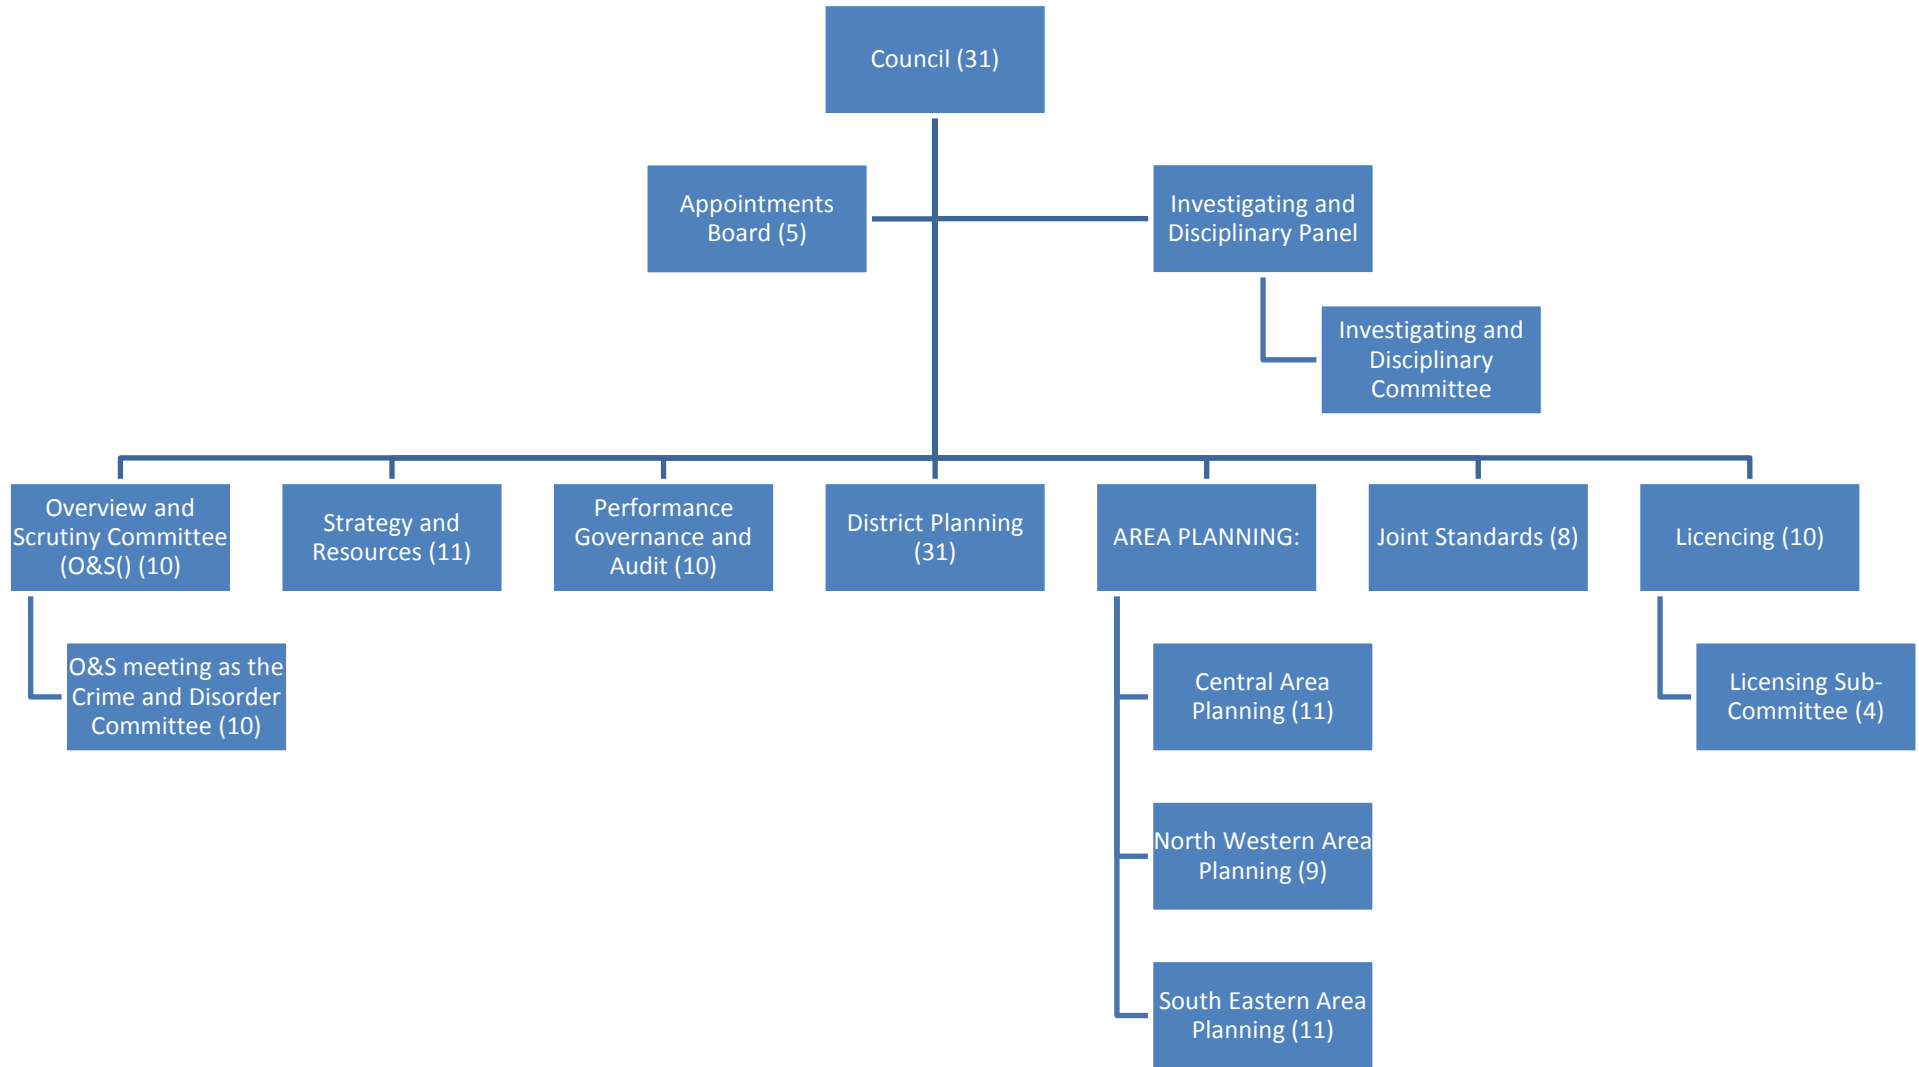 Council (31)
Appointments
Board (5)
Investigating and
Disciplinary Panel
Investigating and
Disciplinary
Committee
Overview and
Scrutiny Committee
(O&S() (10)
Strategy and
Resources (11)
Performance
Governance and
Audit (10)
District Planning
(31)
AREA PLANNING:
Joint Standards (8)
Licencing (10)
O&S meeting as the
Crime and Disorder
Committee (10)
Central Area
Planning (11)
Licensing Sub-
Committee (4)
North Western Area
Planning (9)
South Eastern Area
Planning (11)